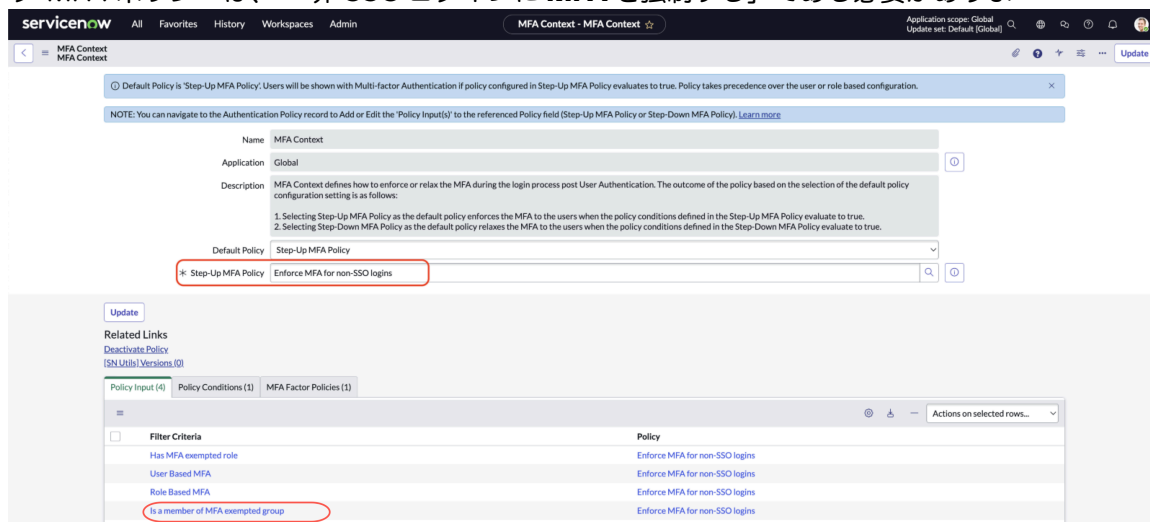 servicenow All Favorites History Workspaces Admin MFA Context - MFA Context Application scope: Global
Update set: Default [Global]
MFA Context
MFA Context
Update
Default Policy is 'Step-Up MFA Policy'. Users will be shown with Multi-factor Authentication if policy configured in Step-Up MFA Policy evaluates to true. Policy takes precedence over the user or role based configuration.
NOTE: You can navigate to the Authentication Policy record to Add or Edit the 'Policy Input(s)' to the referenced Policy field (Step-Up MFA Policy or Step-Down MFA Policy). Learn more
Name MFA Context
Application Global
Description MFA Context defines how to enforce or relax the MFA during the login process post User Authentication. The outcome of the policy based on the selection of the default policy
configuration setting is as follows:
1. Selecting Step-Up MFA Policy as the default policy enforces the MFA to the users when the policy conditions defined in the Step-Up MFA Policy evaluate to true.
2. Selecting Step-Down MFA Policy as the default policy relaxes the MFA to the users when the policy conditions defined in the Step-Down MFA Policy evaluate to true.
Default Policy Step-Up MFA Policy
* Step-Up MFA Policy Enforce MFA for non-SSO logins
Update
Related Links
Deactivate Policy
[SN Utils] Versions (0)
Policy Input (4) Policy Conditions (1) MFA Factor Policies (1)
Actions on selected rows...
Filter Criteria Policy
Has MFA exempted role Enforce MFA for non-SSO logins
User Based MFA Enforce MFA for non-SSO logins
Role Based MFA Enforce MFA for non-SSO logins
Is a member of MFA exempted group Enforce MFA for non-SSO logins